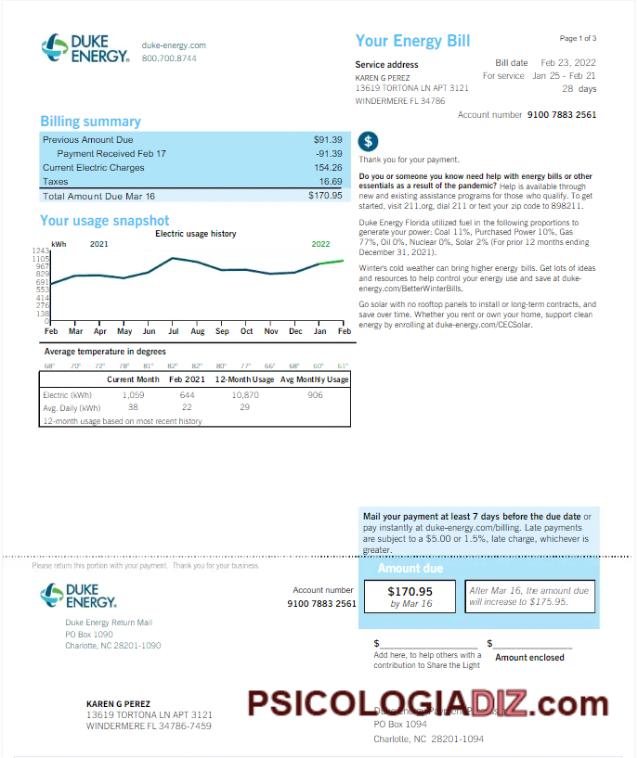 DUKE
ENERGY®
duke-energy.com
800.700.8744
Your Energy Bill
Page 1 of 3
Service address
KAREN G PEREZ
13619 TORTONA LN APT 3121
WINDERMERE FL 34786
Bill date Feb 23, 2022
For service Jan 25 - Feb 21
28 days
Account number 9100 7883 2561
Billing summary
Previous Amount Due $91.39
Payment Received Feb 17 -91.39
Current Electric Charges 154.26
Taxes 16.69
Total Amount Due Mar 16 $170.95
$
Thank you for your payment.
Do you or someone you know need help with energy bills or other
essentials as a result of the pandemic? Help is available through
new and existing assistance programs for those who qualify. To get
started, visit 211.org, dial 211 or text your zip code to 898211.
Duke Energy Florida utilized fuel in the following proportions to
generate your power: Coal 11%, Purchased Power 10%, Gas
77%, Oil 0%, Nuclear 0%, Solar 2% (For prior 12 months ending
December 31, 2021).
Winter's cold weather can bring higher energy bills. Get lots of ideas
and resources to help control your energy use and save at duke-
energy.com/BetterWinterBills.
Go solar with no rooftop panels to install or long-term contracts, and
save over time. Whether you rent or own your home, support clean
energy by enrolling at duke-energy.com/CECSolar.
Your usage snapshot
Electric usage history
kWh 2021 2022
1243
1105
967
829
691
553
414
276
138
0
Feb Mar Apr May Jun Jul Aug Sep Oct Nov Dec Jan Feb
Average temperature in degrees
68° 70° 72° 78° 81° 82° 82° 80° 77° 66° 68° 60° 61°
Current Month Feb 2021 12-Month Usage Avg Monthly Usage
Electric (kWh) 1,059 644 10,870 906
Avg. Daily (kWh) 38 22 29
12-month usage based on most recent history
Mail your payment at least 7 days before the due date or
pay instantly at duke-energy.com/billing. Late payments
are subject to a $5.00 or 1.5%, late charge, whichever is
greater.
Please return this portion with your payment. Thank you for your business.
Amount due
DUKE
ENERGY®
Account number
9100 7883 2561
$170.95
by Mar 16
After Mar 16, the amount due
will increase to $175.95.
Duke Energy Return Mail
PO Box 1090
Charlotte, NC 28201-1090
$ $
Add here, to help others with a
contribution to Share the Light
Amount enclosed
KAREN G PEREZ
13619 TORTONA LN APT 3121
WINDERMERE FL 34786-7459
PSICOLOGIADIZ.com
PO Box 1094
Charlotte, NC 28201-1094